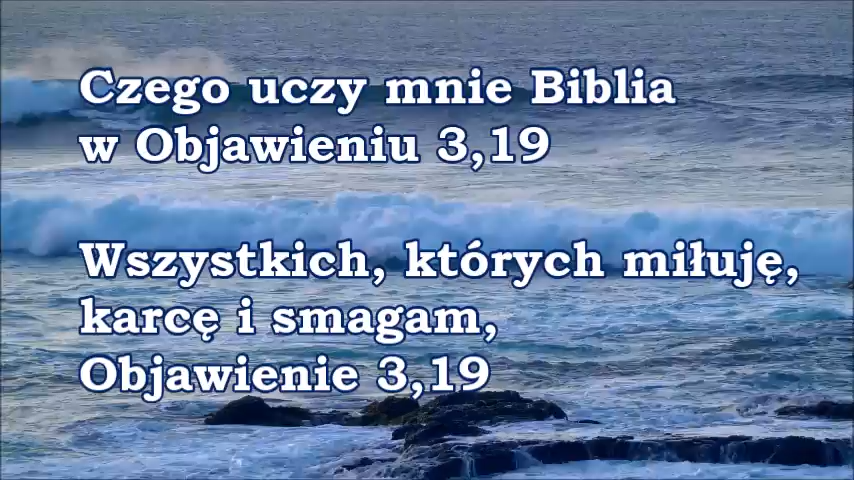 Czego uczy mnie Biblia
w Objawieniu 3,19
Wszystkich, których miłuję,
karcę i smagam,
Objawienie 3,19